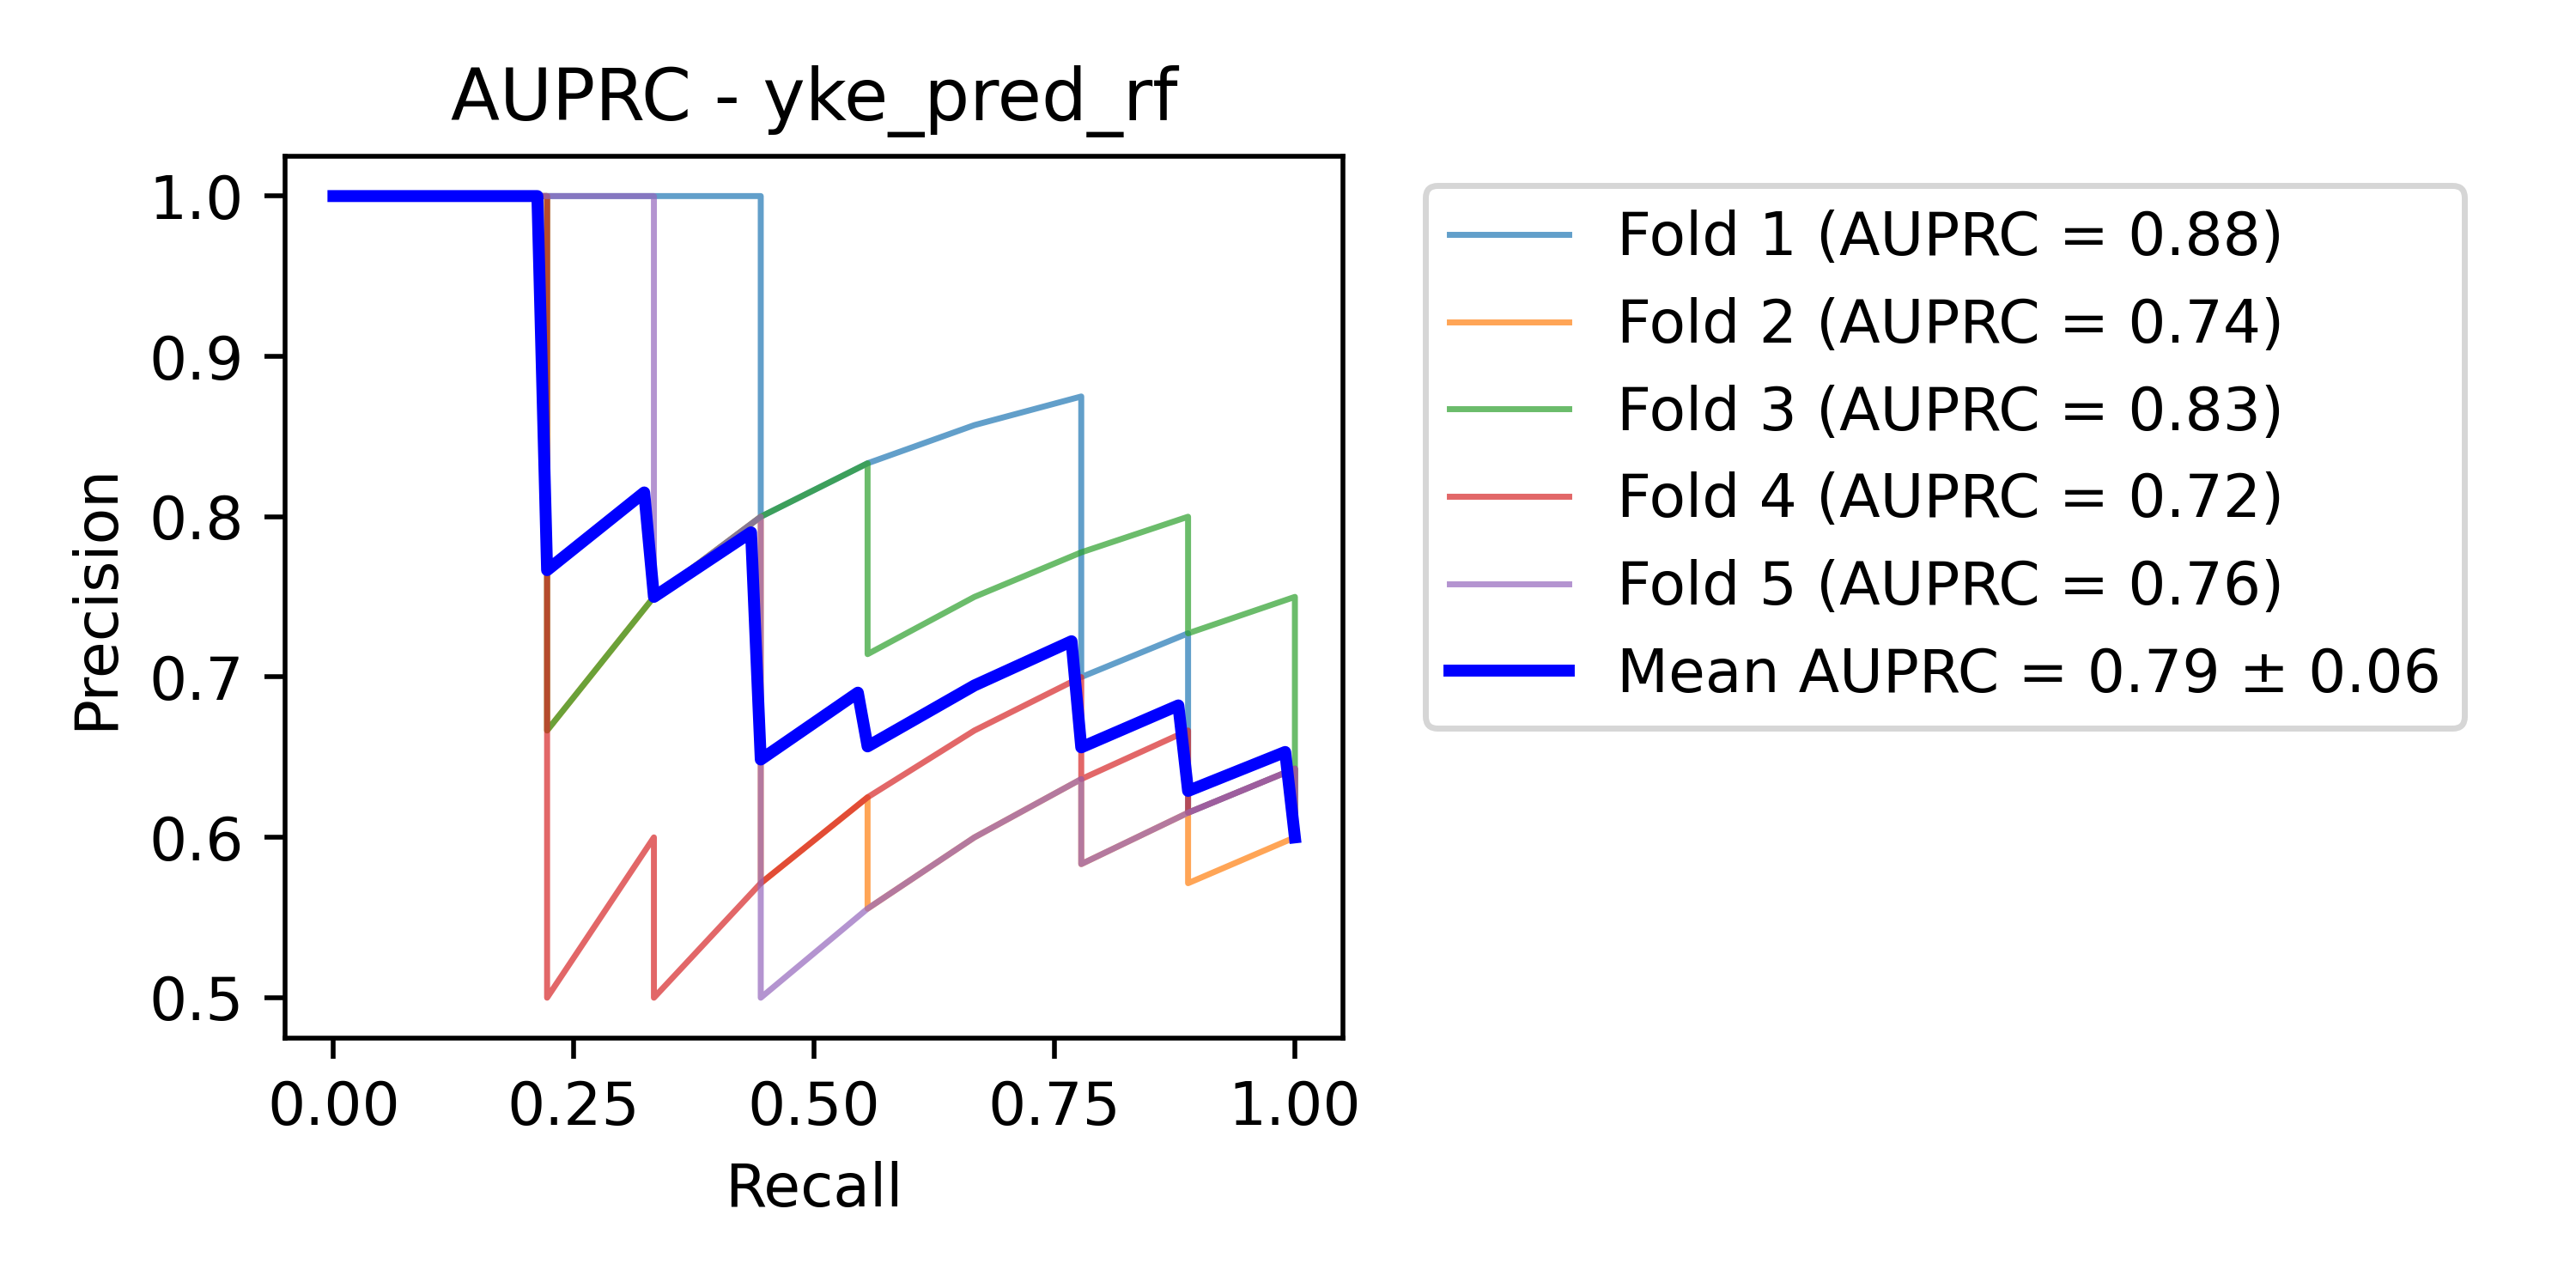 AUPRC - yke_pred_rf
1.0
0.9
0.8
0.7
0.6
0.5
Precision
0.00 0.25 0.50 0.75 1.00
Recall
Fold 1 (AUPRC = 0.88)
Fold 2 (AUPRC = 0.74)
Fold 3 (AUPRC = 0.83)
Fold 4 (AUPRC = 0.72)
Fold 5 (AUPRC = 0.76)
Mean AUPRC = 0.79 ± 0.06